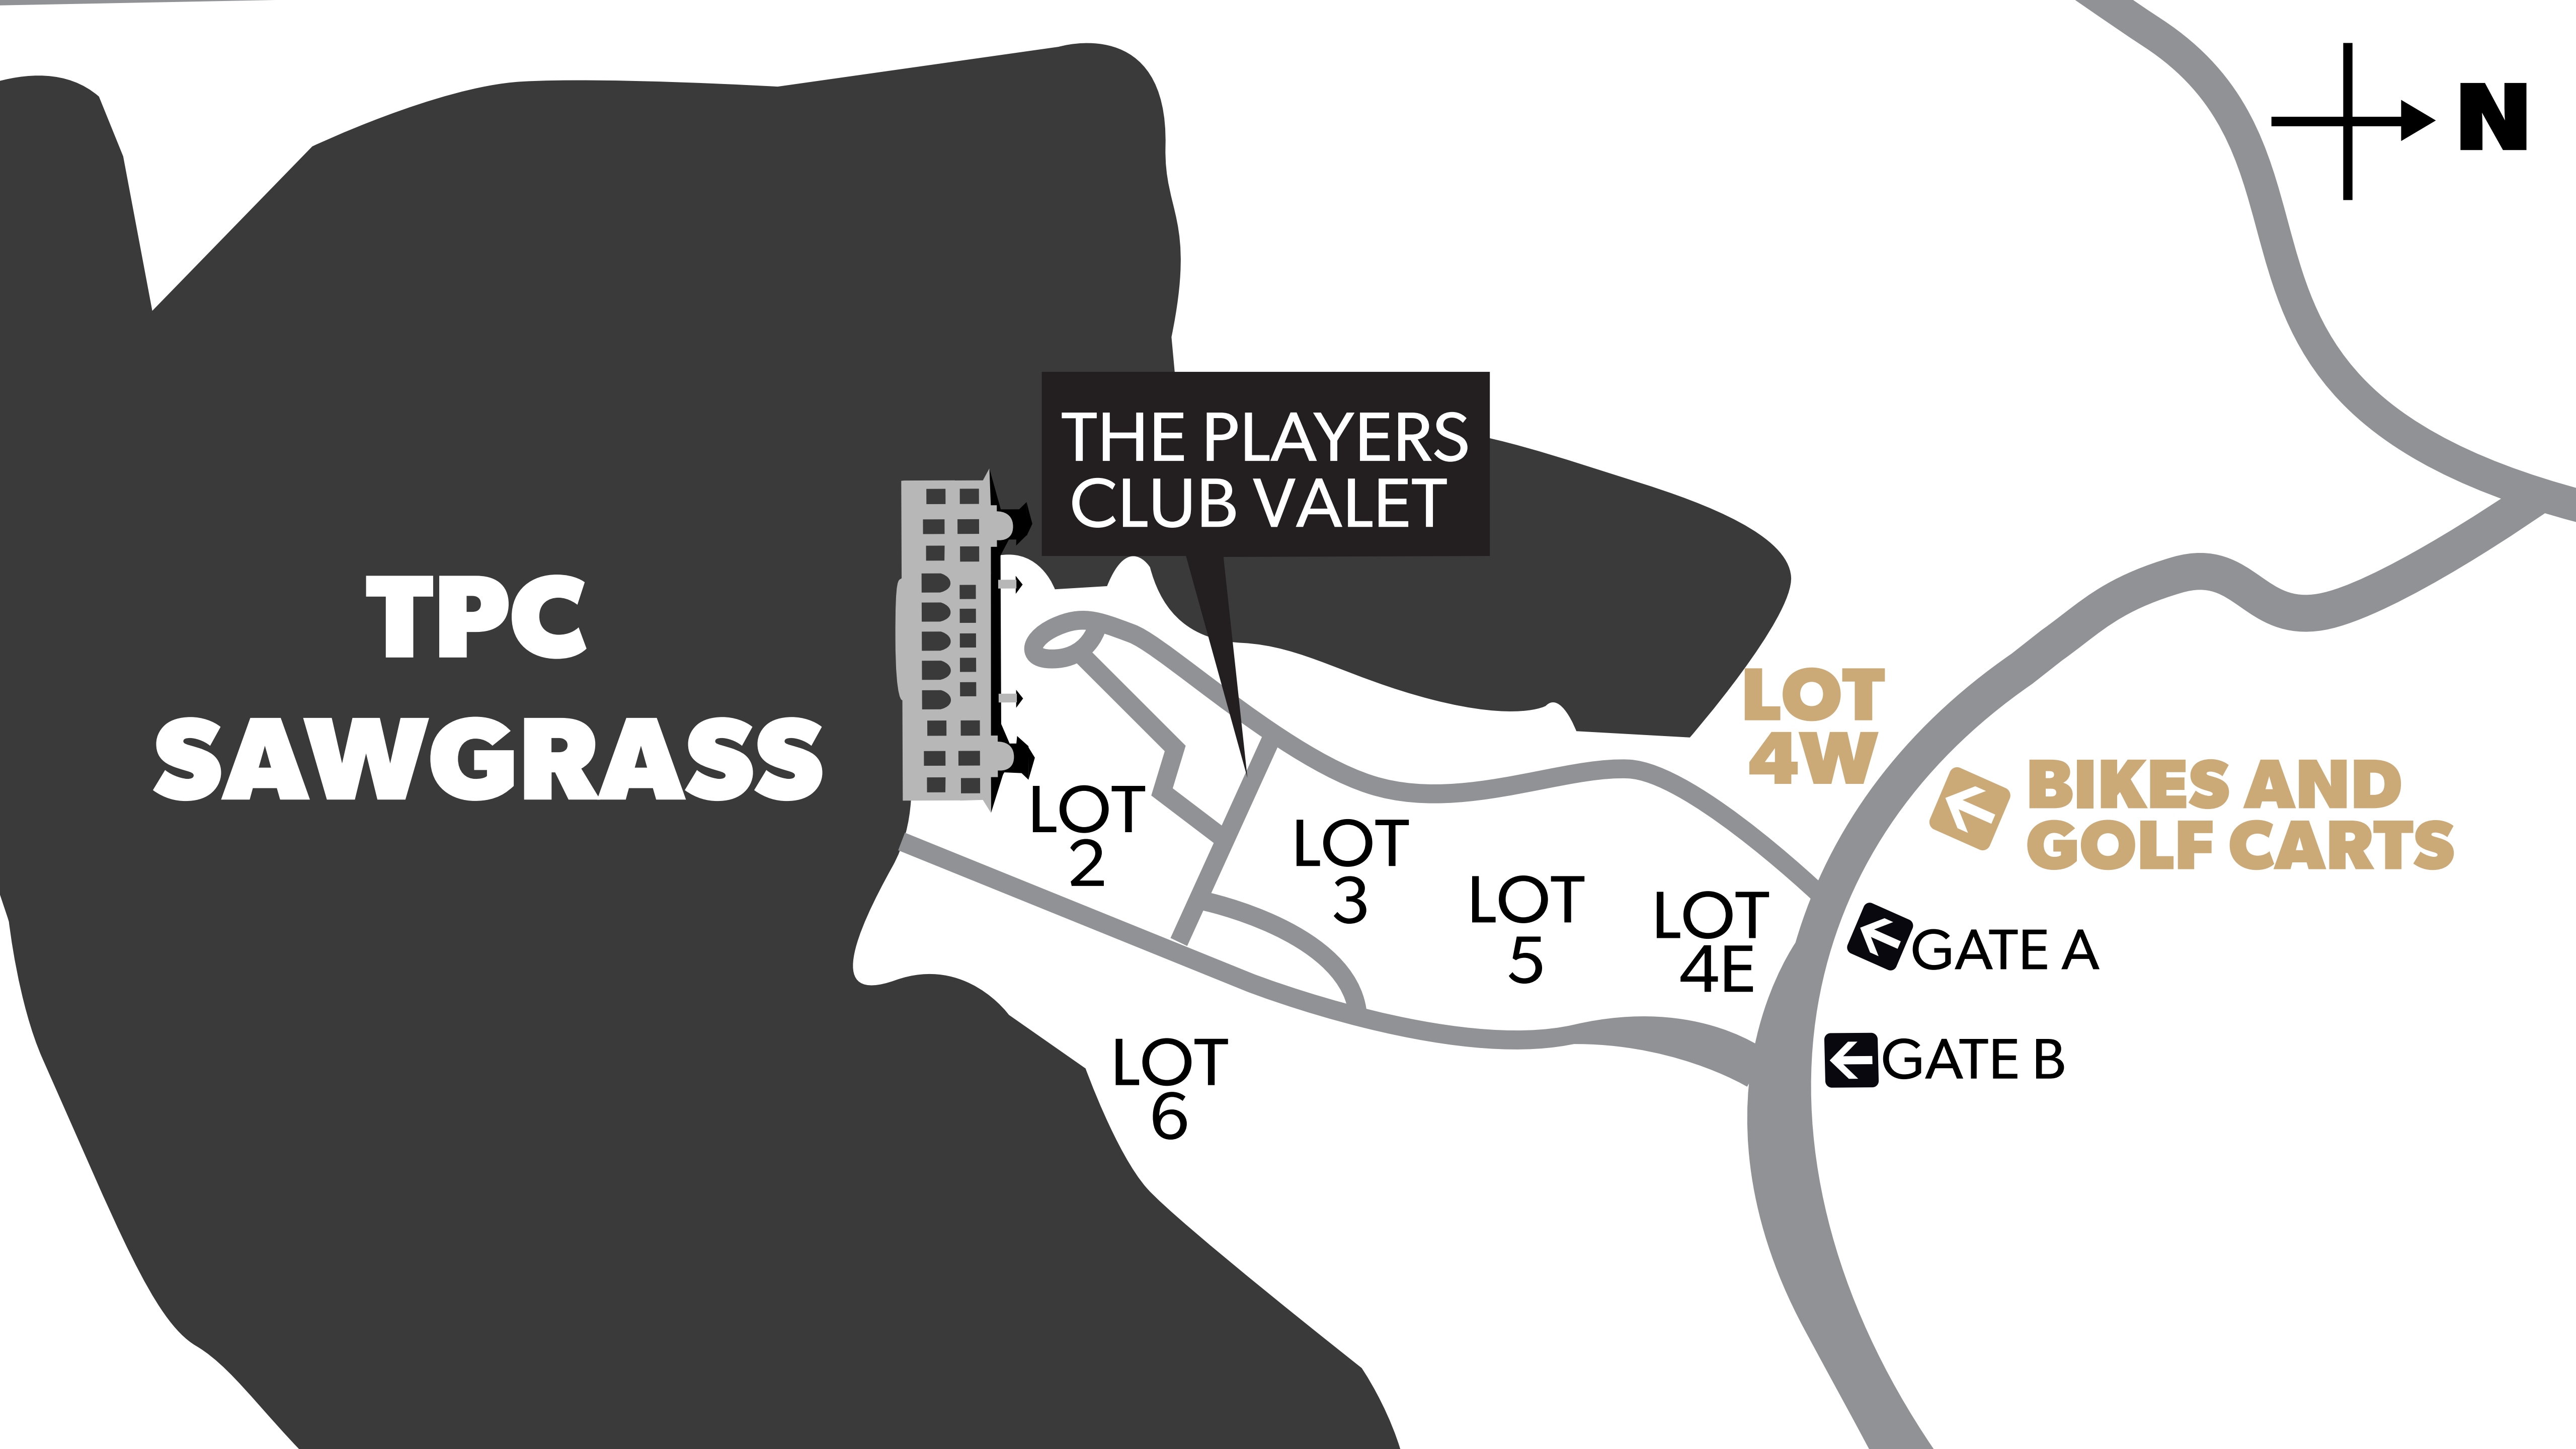 N
THE PLAYERS
CLUB VALET
TPC
SAWGRASS
LOT
4W
BIKES AND
GOLF CARTS
LOT
2
LOT
3
LOT
5
LOT
4E
GATE A
GATE B
LOT
6